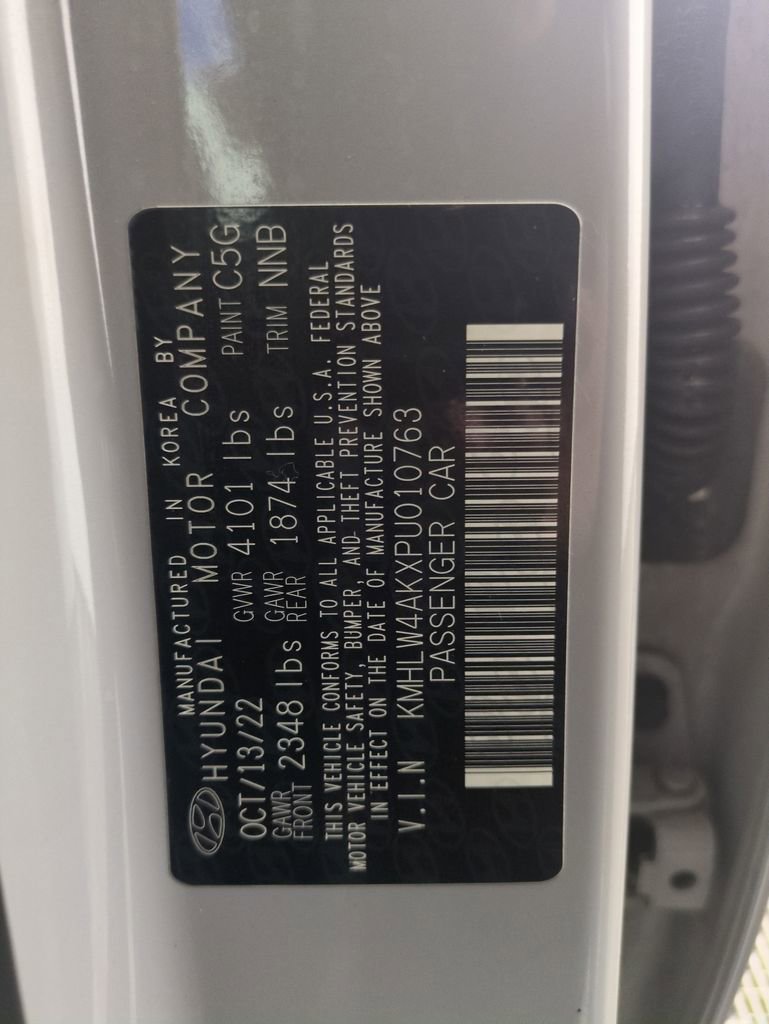 MANUFACTURED IN KOREA BY
HYUNDAI MOTOR COMPANY
OCT/13/22 GVWR 4101 lbs PAINT C5G
GAWR FRONT 2348 lbs GAWR REAR 1874 lbs TRIM NNB
THIS VEHICLE CONFORMS TO ALL APPLICABLE U.S.A. FEDERAL
MOTOR VEHICLE SAFETY, BUMPER, AND THEFT PREVENTION STANDARDS
IN EFFECT ON THE DATE OF MANUFACTURE SHOWN ABOVE
V.I.N KMHLW4AKXPU010763
PASSENGER CAR